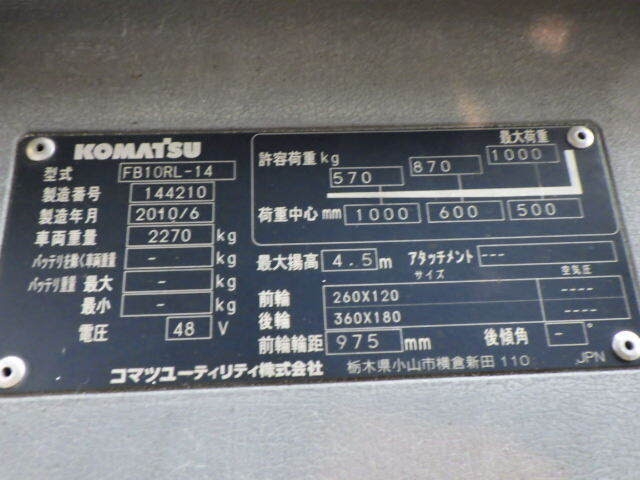 KOMATSU
型式 FB10RL-14
製造番号 144210
製造年月 2010/6
車両重量 2270 kg
バッテリを除く車両重量 - kg
バッテリ重量 最大 - kg
最小 - kg
電圧 48 V
最大荷重
許容荷重 kg 570 870 1000
荷重中心 mm 1000 600 500
最大揚高 4.5 m アタッチメント ---
サイズ 空気圧
前輪 260X120 ----
後輪 360X180 ----
前輪輪距 975 mm 後傾角 - °
コマツユーティリティ株式会社 栃木県小山市横倉新田110 JPN